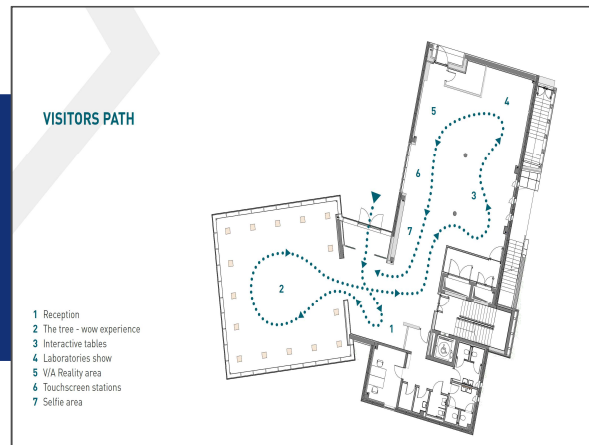 VISITORS PATH
5
4
6
3
7
2
1
1 Reception
2 The tree - wow experience
3 Interactive tables
4 Laboratories show
5 V/A Reality area
6 Touchscreen stations
7 Selfie area